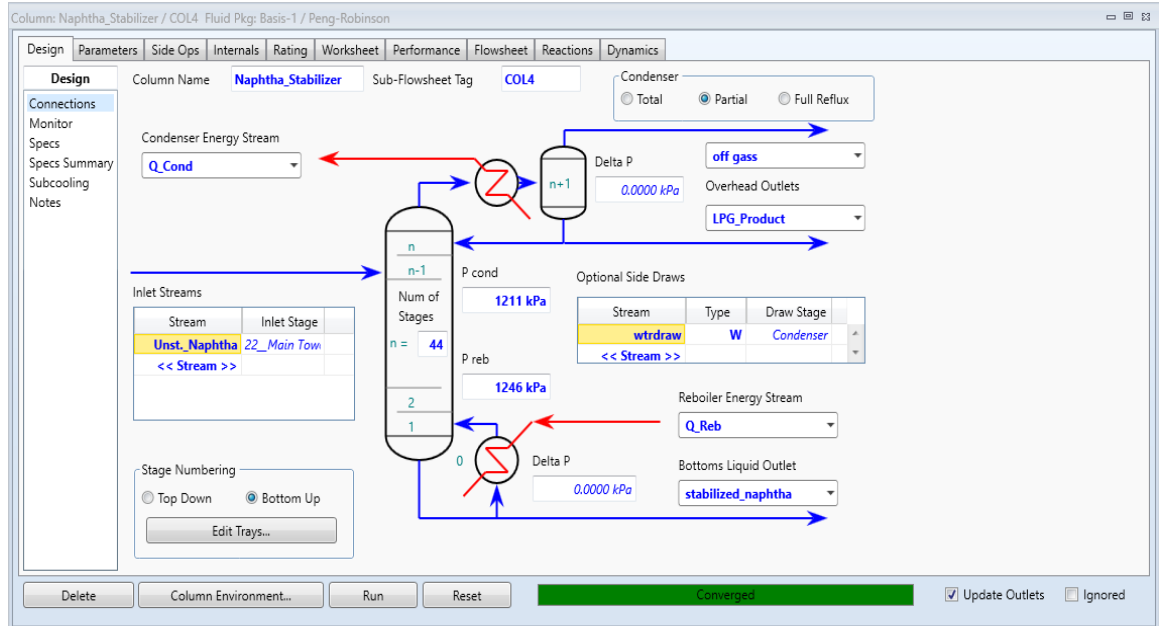 Column: Naphtha_Stabilizer / COL4 Fluid Pkg: Basis-1 / Peng-Robinson
Design Parameters Side Ops Internals Rating Worksheet Performance Flowsheet Reactions Dynamics
Design
Connections
Monitor
Specs
Specs Summary
Subcooling
Notes
Column Name Naphtha_Stabilizer Sub-Flowsheet Tag COL4
Condenser
Total Partial Full Reflux
Condenser Energy Stream
Q_Cond
n+1
Delta P
0.0000 kPa
off gass
Overhead Outlets
LPG_Product
n
n-1
Num of
Stages
n = 44
2
1
P cond
1211 kPa
P reb
1246 kPa
Inlet Streams
Stream Inlet Stage
Unst._Naphtha 22__Main Tow
<< Stream >>
Optional Side Draws
Stream Type Draw Stage
wtrdraw W Condenser
<< Stream >>
Reboiler Energy Stream
Q_Reb
0
Delta P
0.0000 kPa
Bottoms Liquid Outlet
stabilized_naphtha
Stage Numbering
Top Down Bottom Up
Edit Trays...
Delete Column Environment... Run Reset Converged Update Outlets Ignored